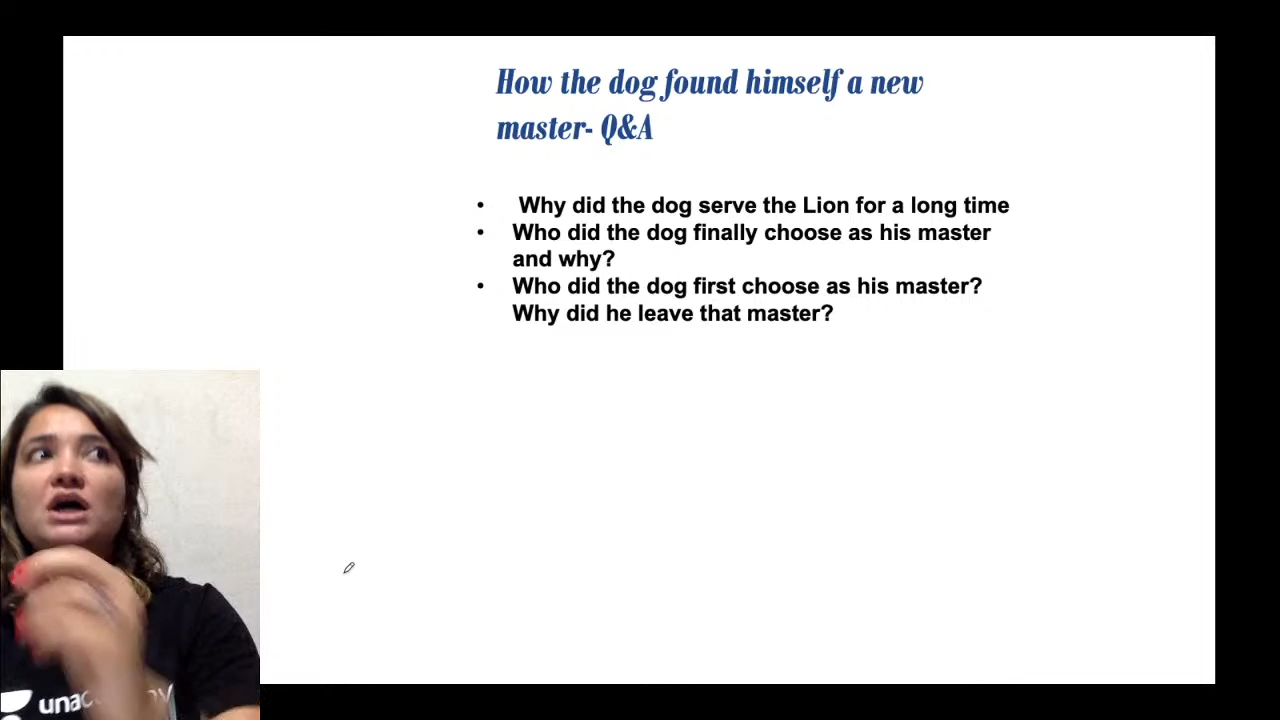 How the dog found himself a new
master- Q&A
• Why did the dog serve the Lion for a long time
• Who did the dog finally choose as his master
and why?
• Who did the dog first choose as his master?
Why did he leave that master?